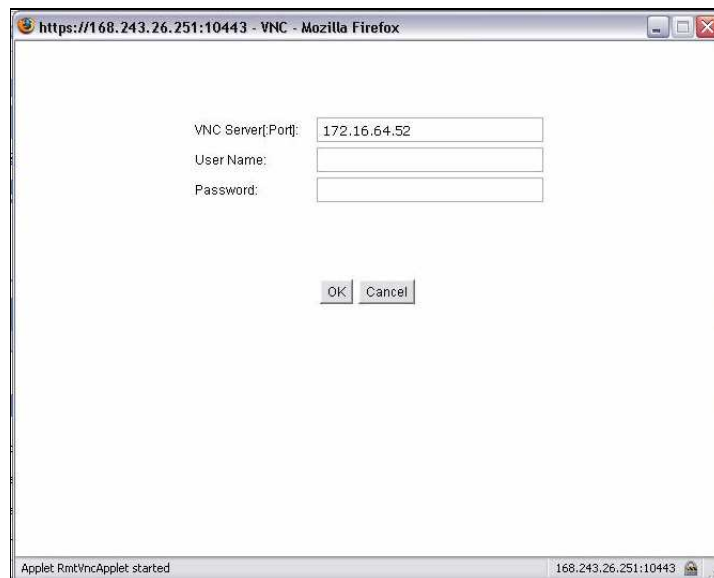 https://168.243.26.251:10443 - VNC - Mozilla Firefox
VNC Server[:Port]: 172.16.64.52
User Name:
Password:
OK Cancel
Applet RmtVncApplet started 168.243.26.251:10443